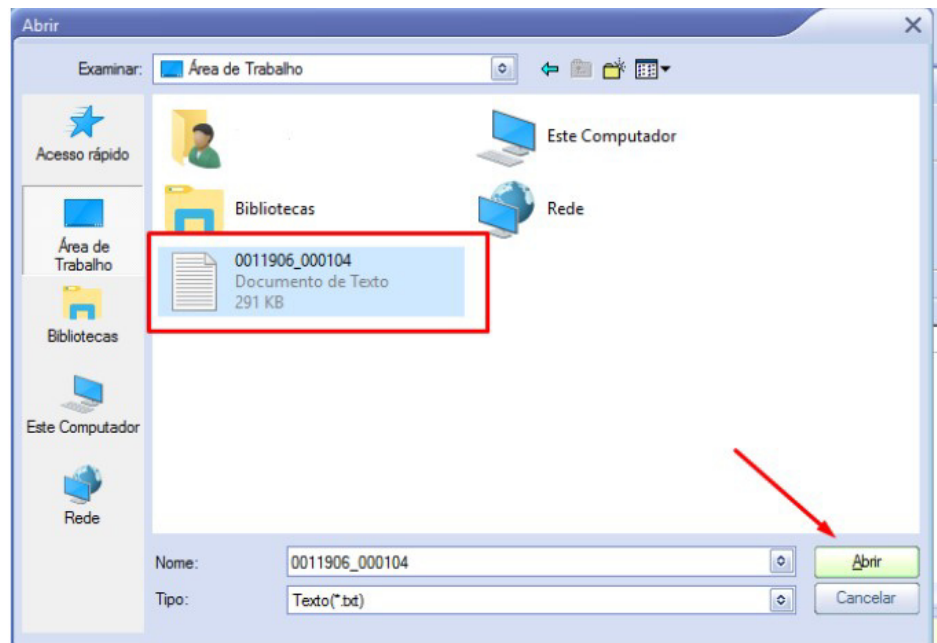 Abrir
Examinar:
Área de Trabalho
Acesso rápido
Área de
Trabalho
Bibliotecas
Este Computador
Rede
Este Computador
Bibliotecas
Rede
0011906_000104
Documento de Texto
291 KB
Nome:
0011906_000104
Abrir
Tipo:
Texto(*.txt)
Cancelar